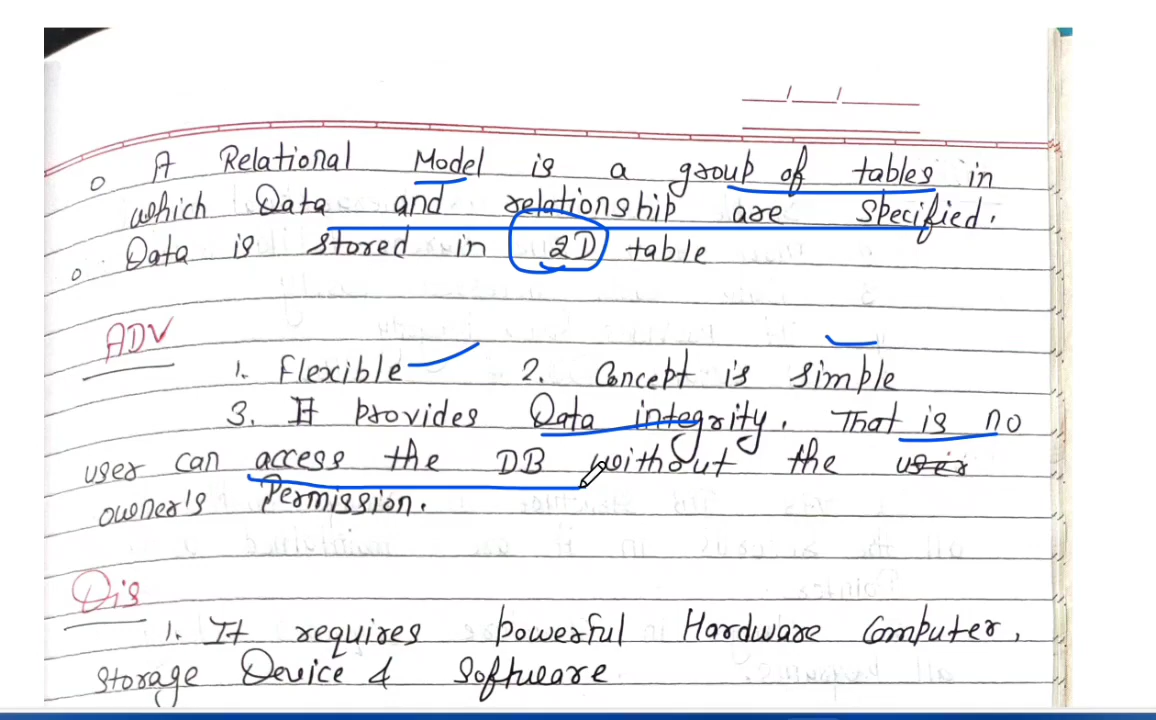 A Relational Model is a group of tables in
which Data and relationship are specified.
Data is stored in 2D table
ADV
1. Flexible 2. Concept is simple
3. It provides Data integrity. That is no
user can access the DB without the user
owner's Permission.
Dis
1. It requires powerful Hardware Computer,
Storage Device & Software